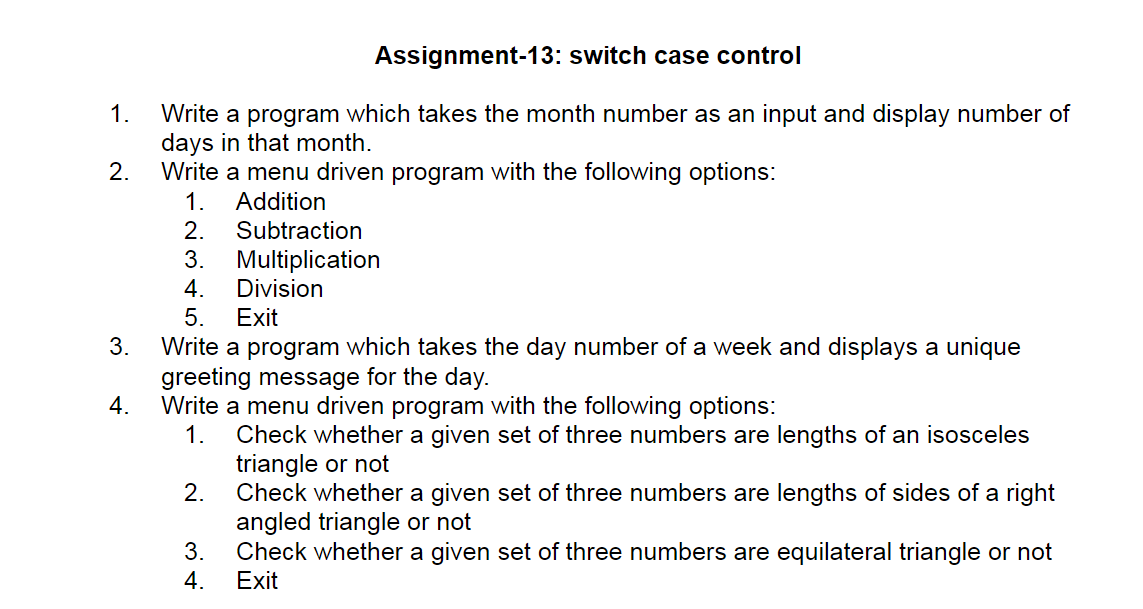 Assignment-13: switch case control
1. Write a program which takes the month number as an input and display number of
days in that month.
2. Write a menu driven program with the following options:
1. Addition
2. Subtraction
3. Multiplication
4. Division
5. Exit
3. Write a program which takes the day number of a week and displays a unique
greeting message for the day.
4. Write a menu driven program with the following options:
1. Check whether a given set of three numbers are lengths of an isosceles
triangle or not
2. Check whether a given set of three numbers are lengths of sides of a right
angled triangle or not
3. Check whether a given set of three numbers are equilateral triangle or not
4. Exit